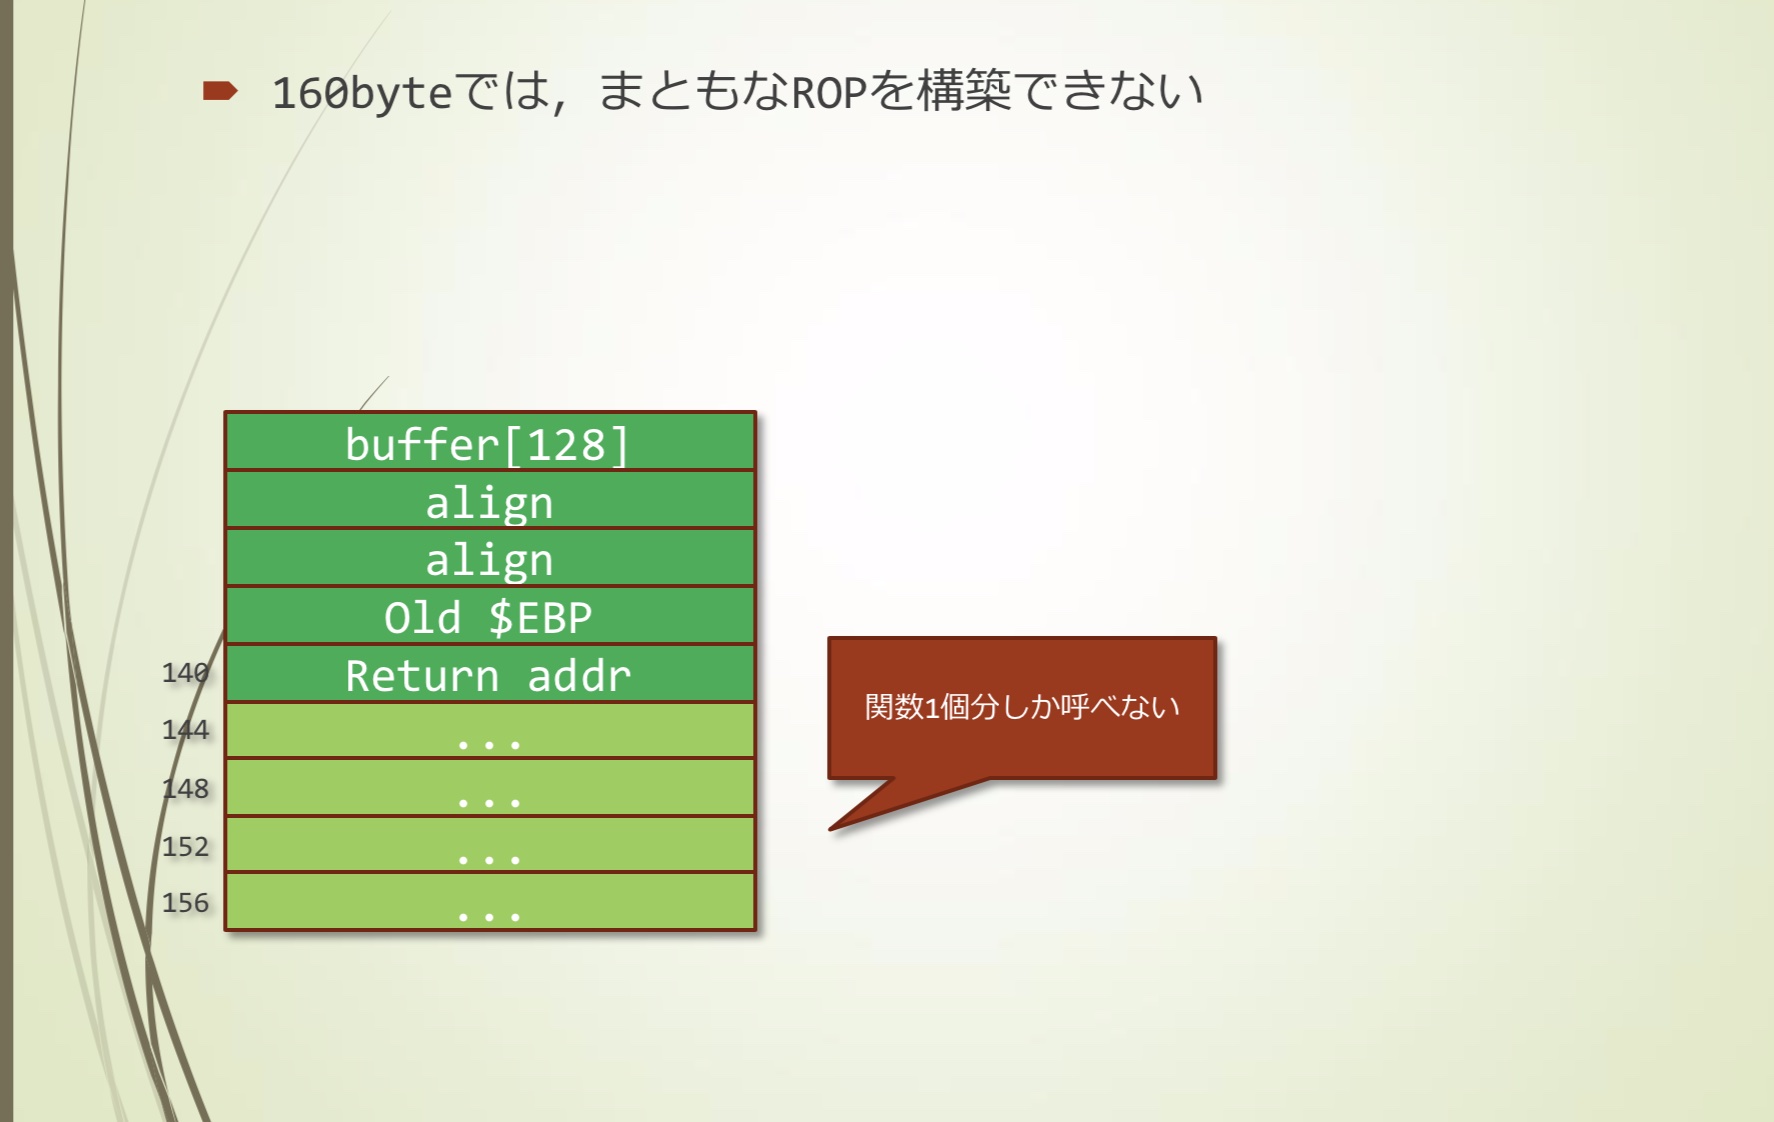 160byteでは，まともなROPを構築できない
buffer[128]
align
align
Old $EBP
140 Return addr
144 ...
148 ...
152 ...
156 ...
関数1個分しか呼べない